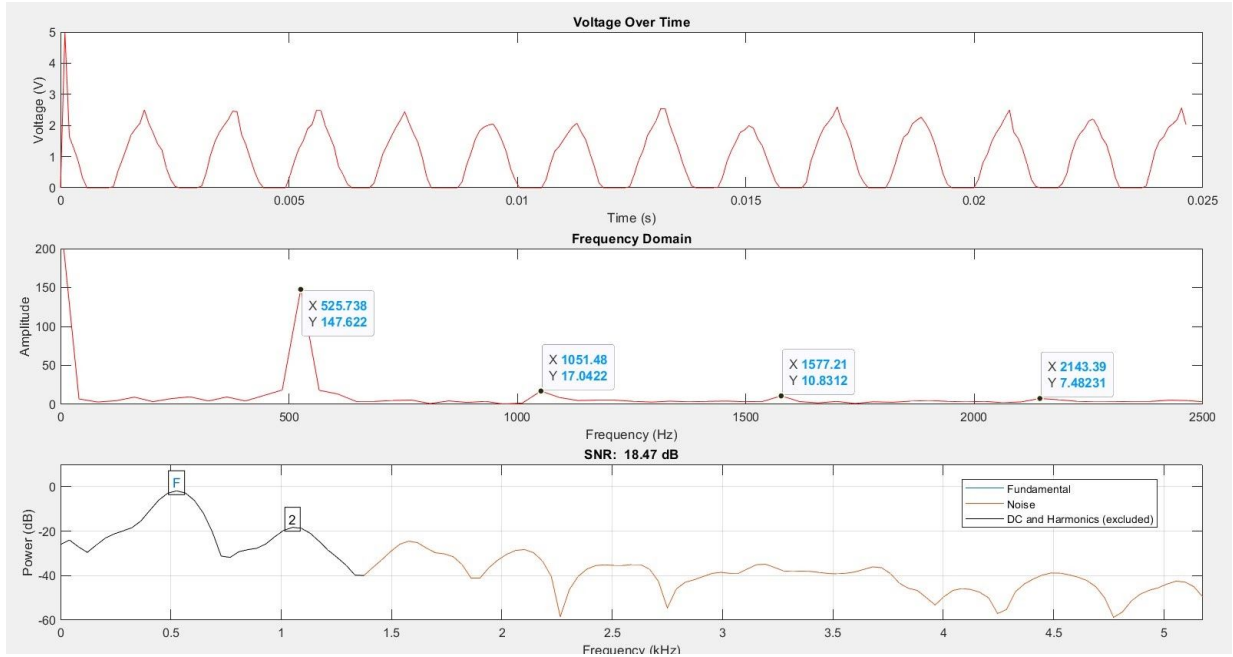 Voltage Over Time
Voltage (V)
5
4
3
2
1
0
0 0.005 0.01 0.015 0.02 0.025
Time (s)
Frequency Domain
Amplitude
200
150
100
50
0
X 525.738
Y 147.622
X 1051.48
Y 17.0422
X 1577.21
Y 10.8312
X 2143.39
Y 7.48231
0 500 1000 1500 2000 2500
Frequency (Hz)
SNR: 18.47 dB
Power (dB)
0
-20
-40
-60
F
2
Fundamental
Noise
DC and Harmonics (excluded)
0 0.5 1 1.5 2 2.5 3 3.5 4 4.5 5
Frequency (kHz)